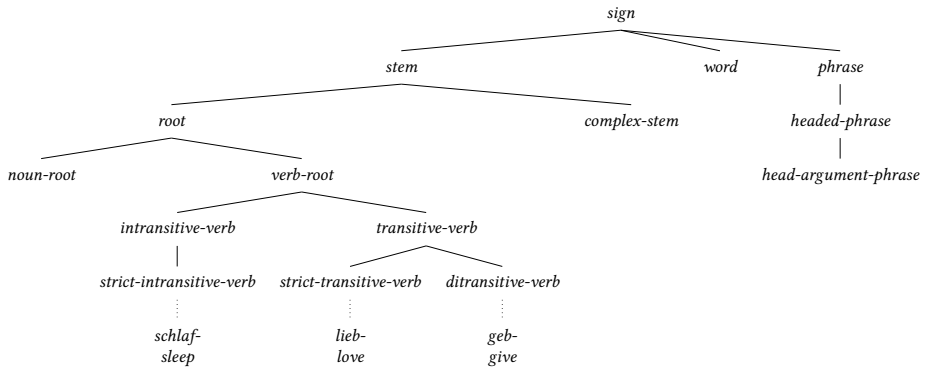 sign
stem word phrase
root complex-stem headed-phrase
noun-root verb-root head-argument-phrase
intransitive-verb transitive-verb
strict-intransitive-verb strict-transitive-verb ditransitive-verb
schlaf- lieb- geb-
sleep love give